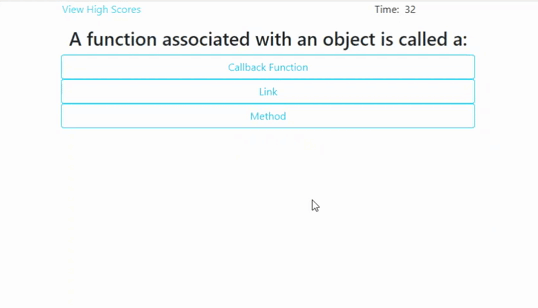 View High Scores Time: 32
A function associated with an object is called a:
Callback Function
Link
Method